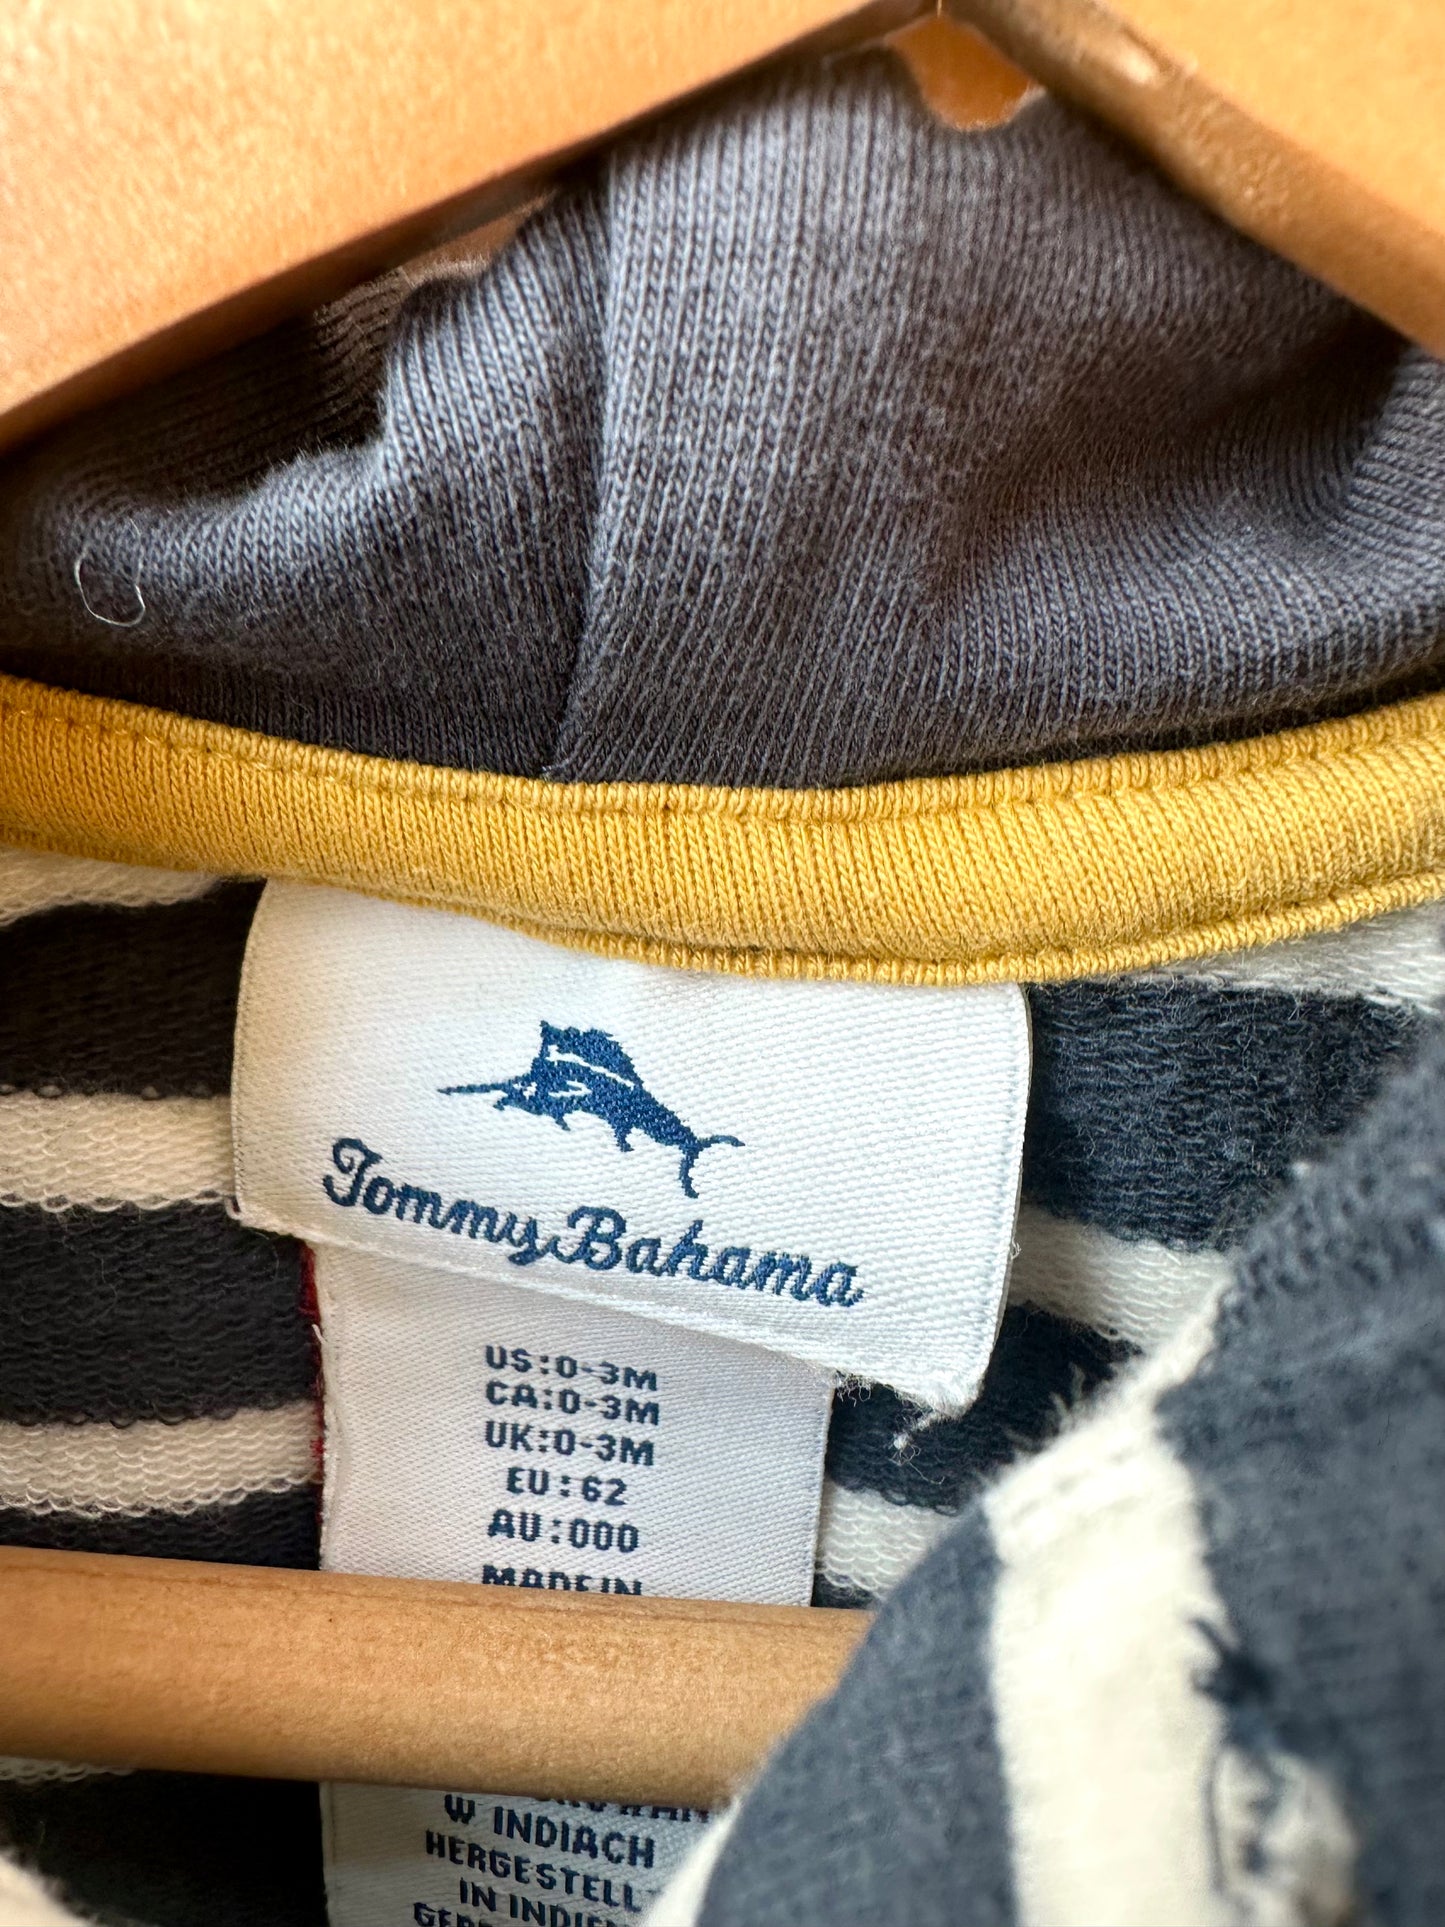 Tommy Bahama
US:0-3M
CA:0-3M
UK:0-3M
EU:62
AU:000
MADE IN
W INDIACH
HERGESTELL
IN INDIEN